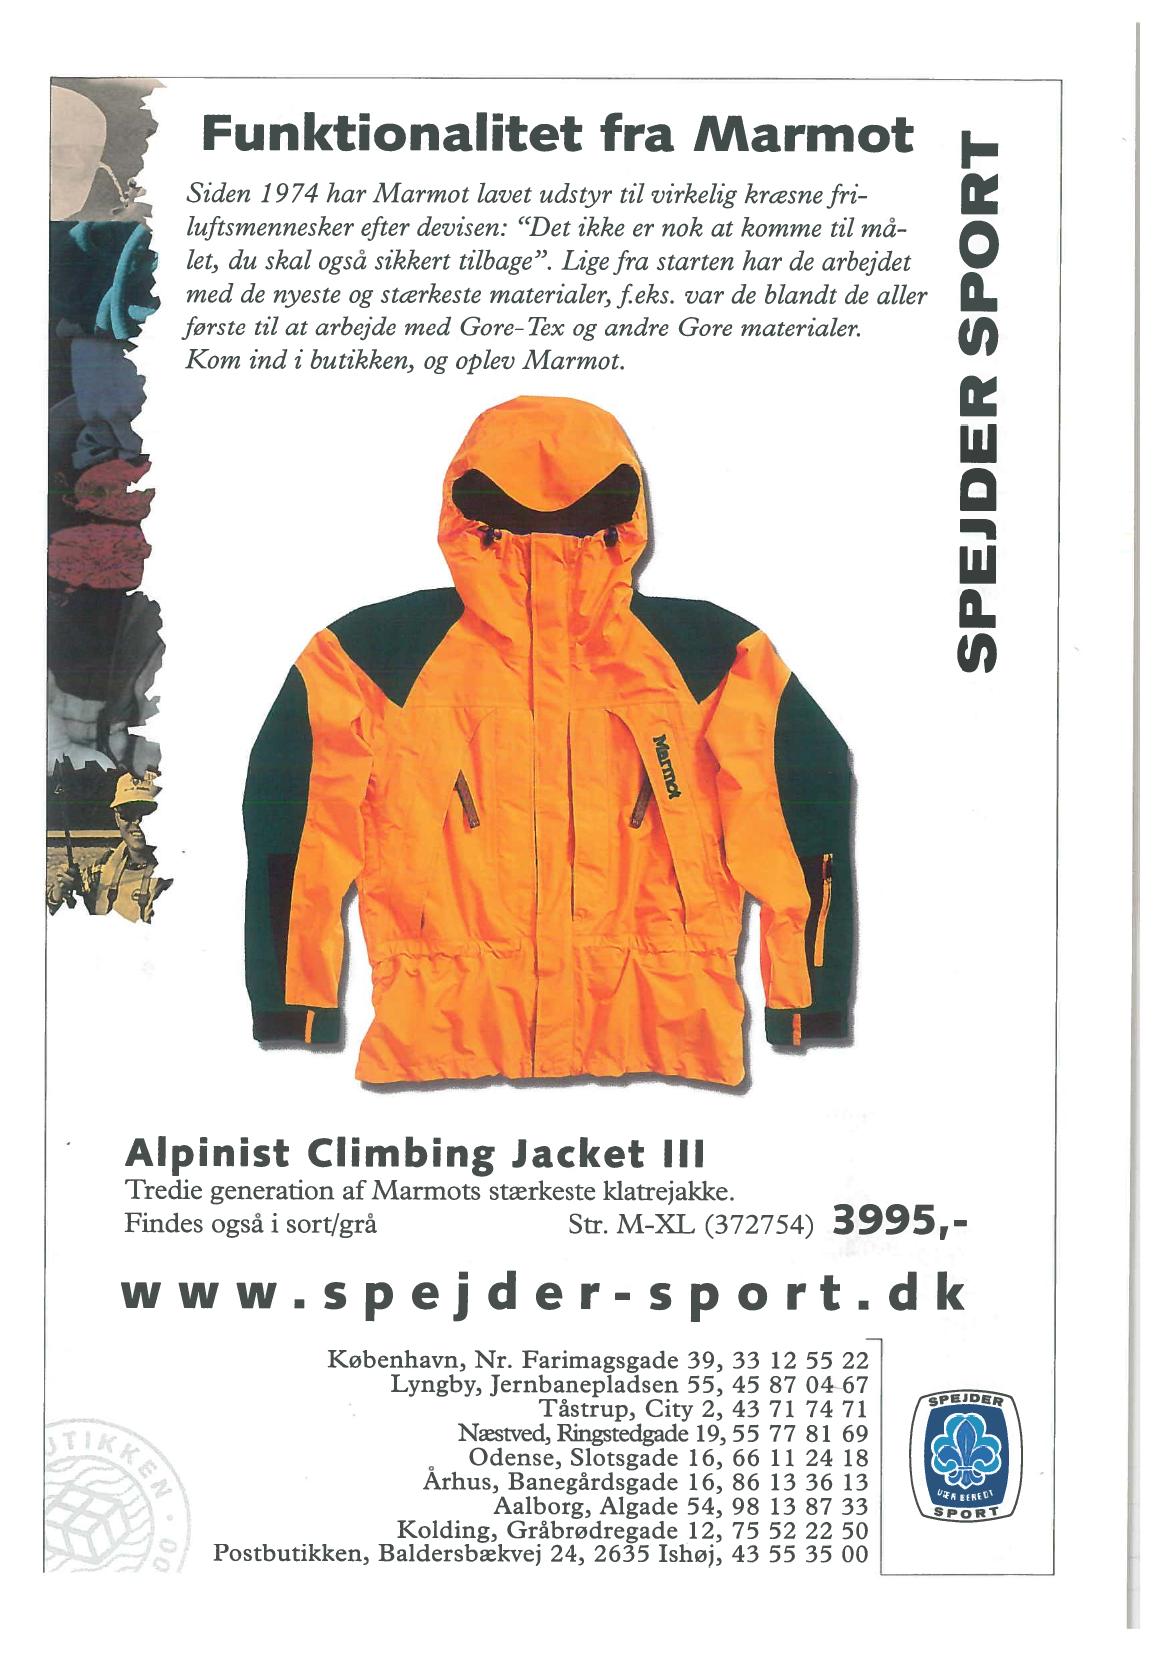 Funktionalitet fra Marmot
Siden 1974 har Marmot lavet udstyr til virkelig kræsne fri-
luftsmennesker efter devisen: “Det ikke er nok at komme til må-
let, du skal også sikkert tilbage”. Lige fra starten har de arbejdet
med de nyeste og stærkeste materialer, f.eks. var de blandt de aller
første til at arbejde med Gore-Tex og andre Gore materialer.
Kom ind i butikken, og oplev Marmot.
SPEJDER SPORT
Marmot
Alpinist Climbing Jacket III
Tredie generation af Marmots stærkeste klatrejakke.
Findes også i sort/grå Str. M-XL (372754) 3995,-
www.spejder-sport.dk
København, Nr. Farimagsgade 39, 33 12 55 22
Lyngby, Jernbanepladsen 55, 45 87 04 67
Tåstrup, City 2, 43 71 74 71
Næstved, Ringstedgade 19, 55 77 81 69
Odense, Slotsgade 16, 66 11 24 18
Århus, Banegårdsgade 16, 86 13 36 13
Aalborg, Algade 54, 98 13 87 33
Kolding, Gråbrødregade 12, 75 52 22 50
Postbutikken, Baldersbækvej 24, 2635 Ishøj, 43 55 35 00
SPEJDER
VÆR BEREDT
SPORT
UTIKKEN · 00